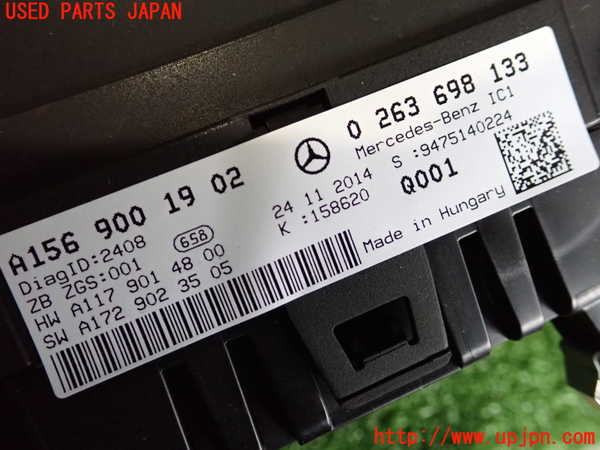 USED PARTS JAPAN
A156 900 19 02
DiagID:2408
G58
ZB ZGS:001
HW A117 901 48 00
SW A172 902 35 05
0 263 698 133
Mercedes-Benz IC1
24 11 2014 S :9475140224
K :158620 Q001
Made in Hungary
http://www.upjpn.com/